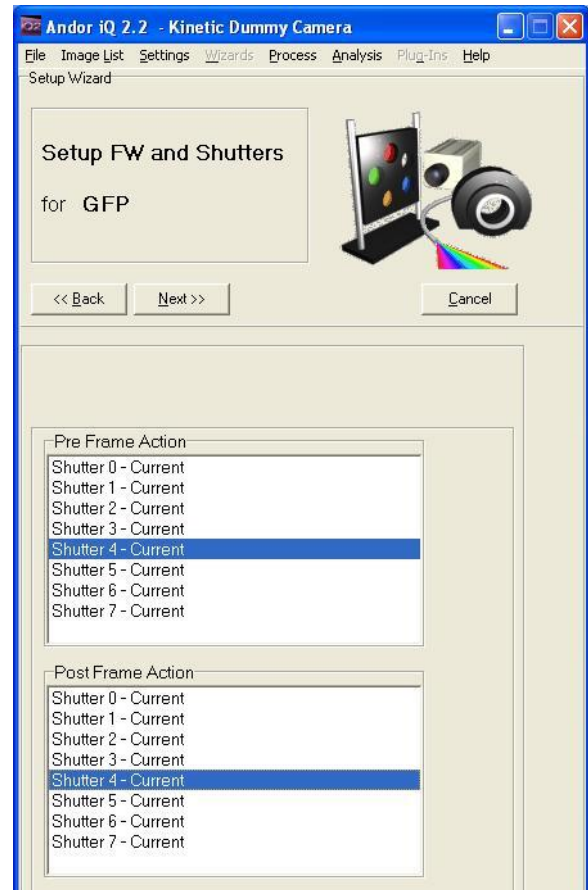 Andor iQ 2.2 - Kinetic Dummy Camera
File Image List Settings Wizards Process Analysis Plug-Ins Help
Setup Wizard
Setup FW and Shutters
for GFP
<< Back Next >> Cancel
Pre Frame Action
Shutter 0 - Current
Shutter 1 - Current
Shutter 2 - Current
Shutter 3 - Current
Shutter 4 - Current
Shutter 5 - Current
Shutter 6 - Current
Shutter 7 - Current
Post Frame Action
Shutter 0 - Current
Shutter 1 - Current
Shutter 2 - Current
Shutter 3 - Current
Shutter 4 - Current
Shutter 5 - Current
Shutter 6 - Current
Shutter 7 - Current